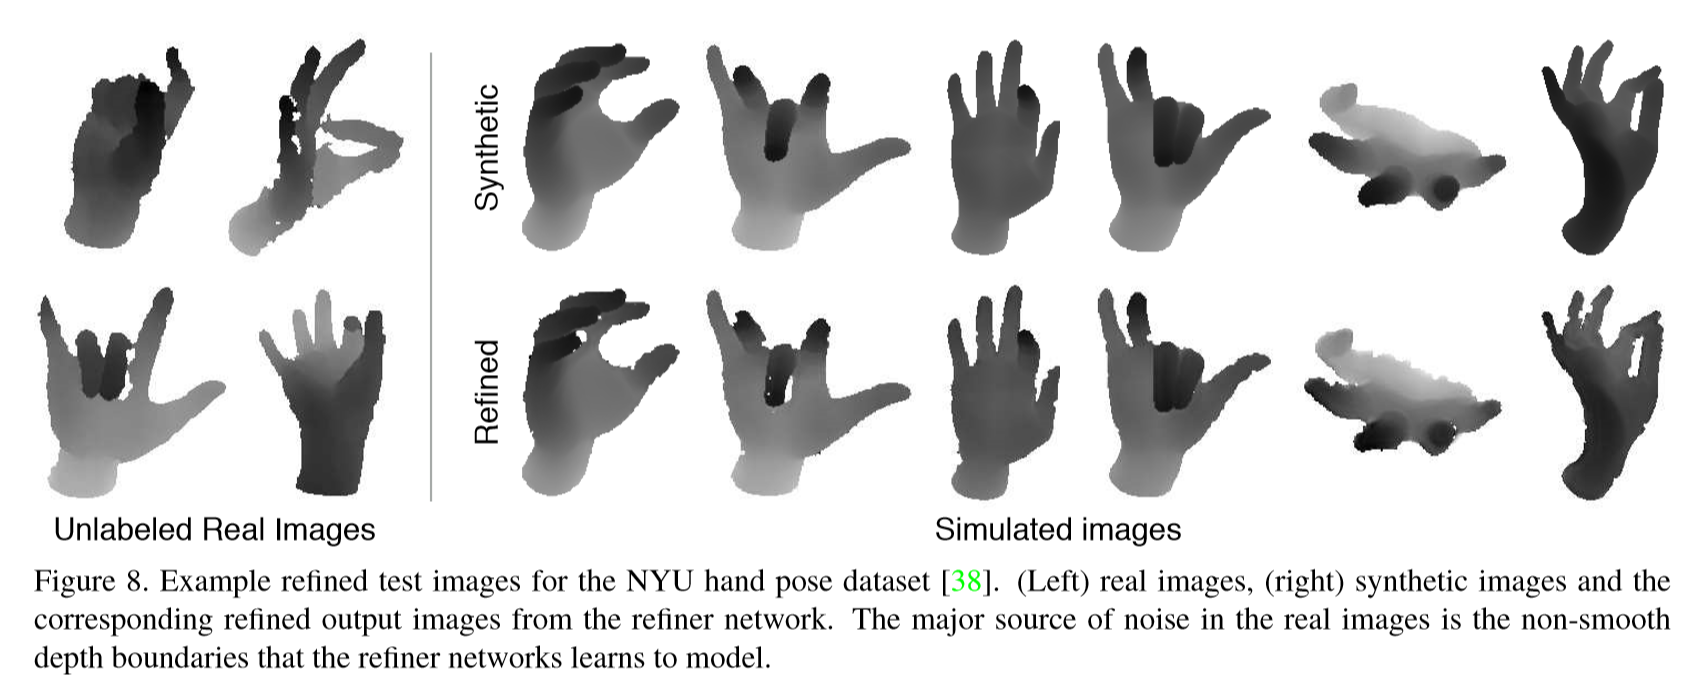 Synthetic
Refined
Unlabeled Real Images
Simulated images
Figure 8. Example refined test images for the NYU hand pose dataset [38]. (Left) real images, (right) synthetic images and the
corresponding refined output images from the refiner network. The major source of noise in the real images is the non-smooth
depth boundaries that the refiner networks learns to model.